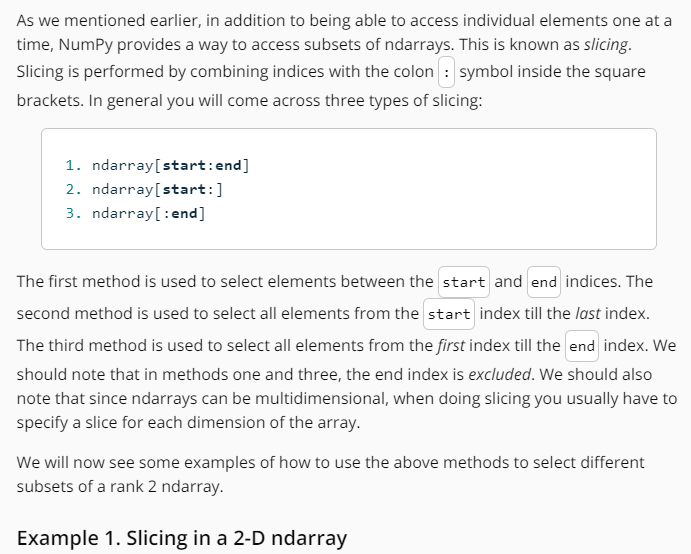 As we mentioned earlier, in addition to being able to access individual elements one at a
time, NumPy provides a way to access subsets of ndarrays. This is known as slicing.
Slicing is performed by combining indices with the colon : symbol inside the square
brackets. In general you will come across three types of slicing:
1. ndarray[start:end]
2. ndarray[start:]
3. ndarray[:end]
The first method is used to select elements between the start and end indices. The
second method is used to select all elements from the start index till the last index.
The third method is used to select all elements from the first index till the end index. We
should note that in methods one and three, the end index is excluded. We should also
note that since ndarrays can be multidimensional, when doing slicing you usually have to
specify a slice for each dimension of the array.
We will now see some examples of how to use the above methods to select different
subsets of a rank 2 ndarray.
Example 1. Slicing in a 2-D ndarray